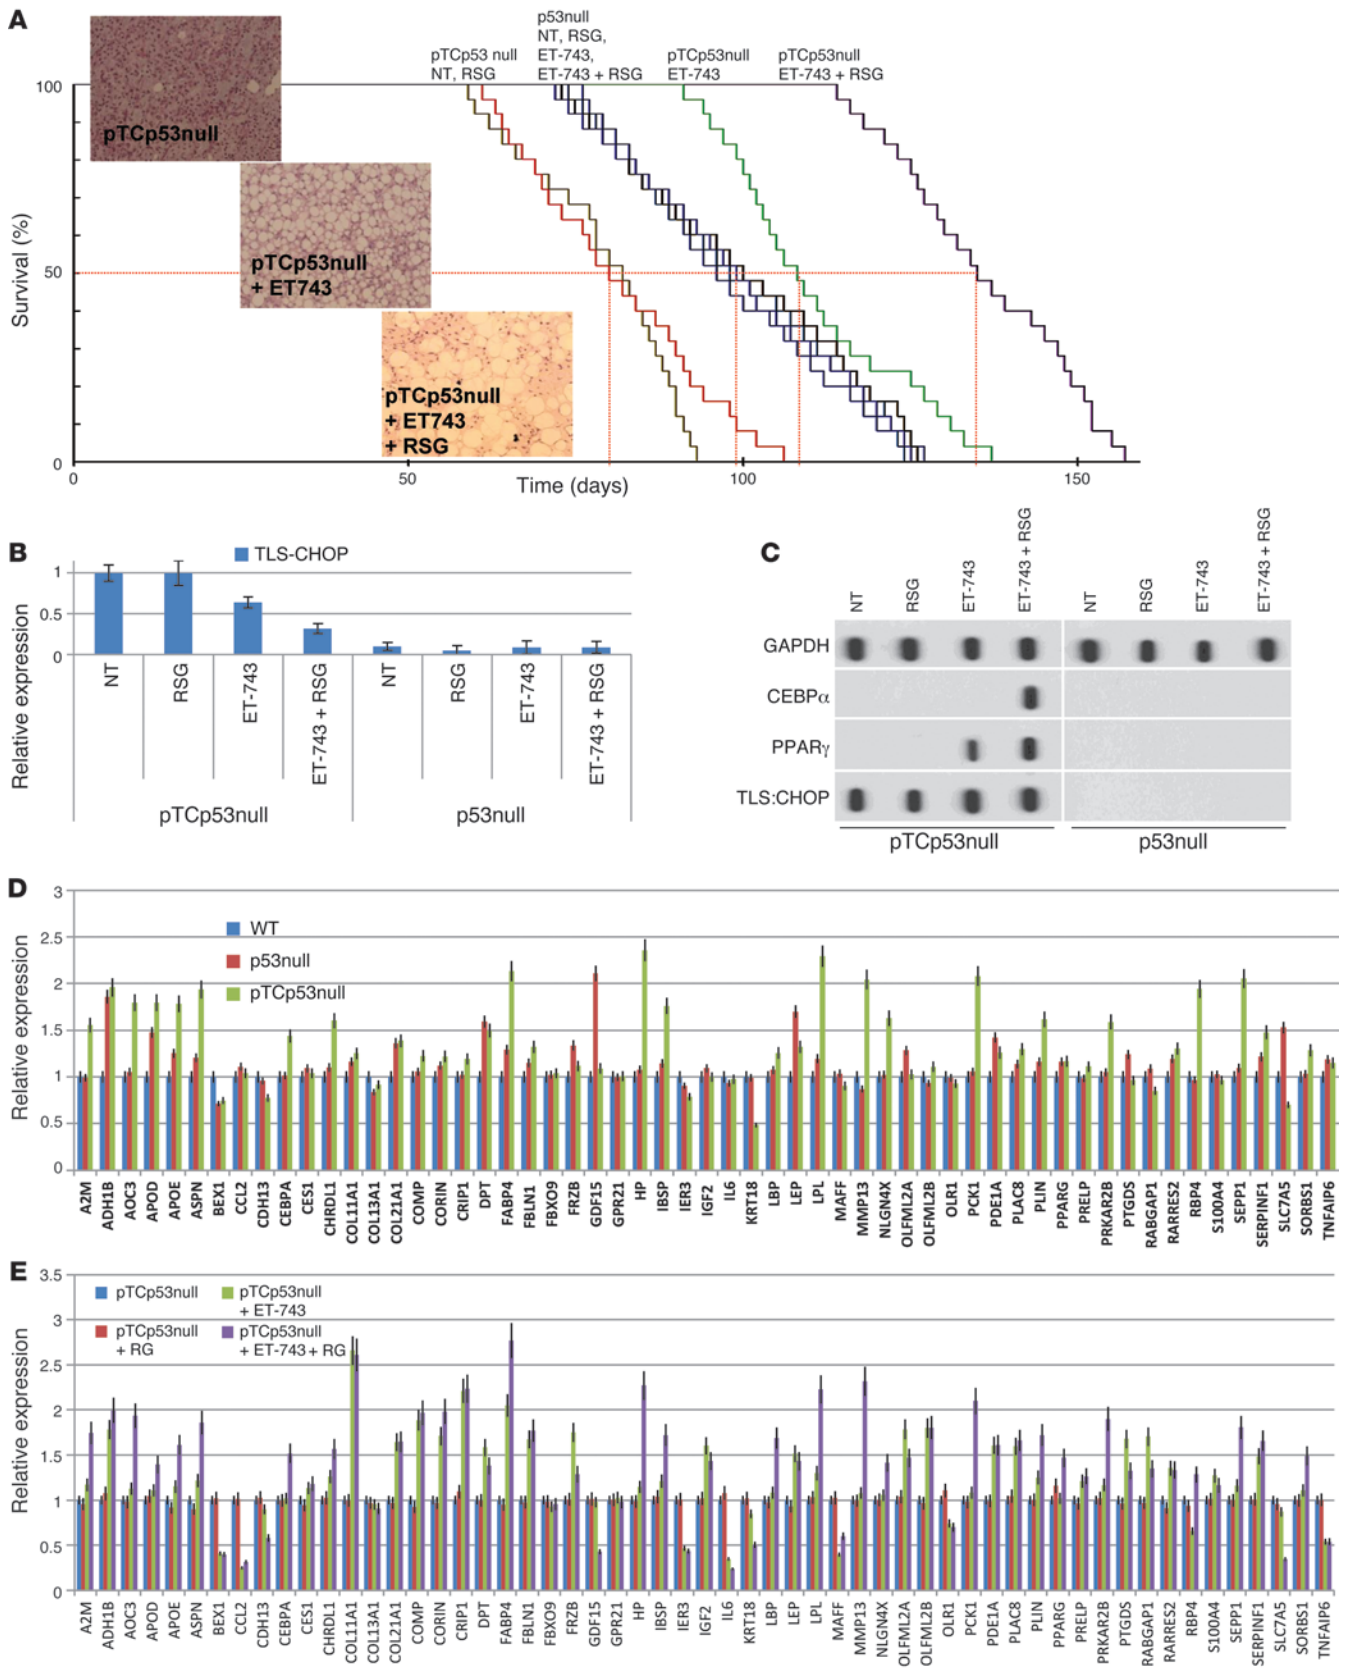 A
pTCp53 null
NT, RSG
p53null
NT, RSG,
ET-743,
ET-743 + RSG
pTCp53null
ET-743
pTCp53null
ET-743 + RSG
100
50
0
Survival (%)
pTCp53null
pTCp53null
+ ET743
pTCp53null
+ ET743
+ RSG
0
50
100
150
Time (days)
B
TLS-CHOP
Relative expression
1
0.5
0
NT
RSG
ET-743
ET-743 + RSG
NT
RSG
ET-743
ET-743 + RSG
pTCp53null
p53null
C
NT
RSG
ET-743
ET-743 + RSG
NT
RSG
ET-743
ET-743 + RSG
GAPDH
CEBPα
PPARγ
TLS:CHOP
pTCp53null
p53null
D
Relative expression
3
2.5
2
1.5
1
0.5
0
WT
p53null
pTCp53null
A2M
ADH1B
AOC3
APOD
APOE
ASPN
BEX1
CCL2
CDH13
CEBPA
CES1
CHRDL1
COL11A1
COL13A1
COL21A1
COMP
CORIN
CRIP1
DPT
FABP4
FBLN1
FBXO9
FRZB
GDF15
GPR21
HP
IBSP
IER3
IGF2
IL6
KRT18
LBP
LEP
LPL
MAFF
MMP13
NLGN4X
OLFML2A
OLFML2B
OLR1
PCK1
PDE1A
PLAC8
PLIN
PPARG
PRELP
PRKAR2B
PTGDS
RABGAP1
RARRES2
RBP4
S100A4
SEPP1
SERPINF1
SLC7A5
SORBS1
TNFAIP6
E
Relative expression
3.5
3
2.5
2
1.5
1
0.5
0
pTCp53null
pTCp53null
+ ET-743
pTCp53null
+ RG
pTCp53null
+ ET-743 + RG
A2M
ADH1B
AOC3
APOD
APOE
ASPN
BEX1
CCL2
CDH13
CEBPA
CES1
CHRDL1
COL11A1
COL13A1
COL21A1
COMP
CORIN
CRIP1
DPT
FABP4
FBLN1
FBXO9
FRZB
GDF15
GPR21
HP
IBSP
IER3
IGF2
IL6
KRT18
LBP
LEP
LPL
MAFF
MMP13
NLGN4X
OLFML2A
OLFML2B
OLR1
PCK1
PDE1A
PLAC8
PLIN
PPARG
PRELP
PRKAR2B
PTGDS
RABGAP1
RARRES2
RBP4
S100A4
SEPP1
SERPINF1
SLC7A5
SORBS1
TNFAIP6